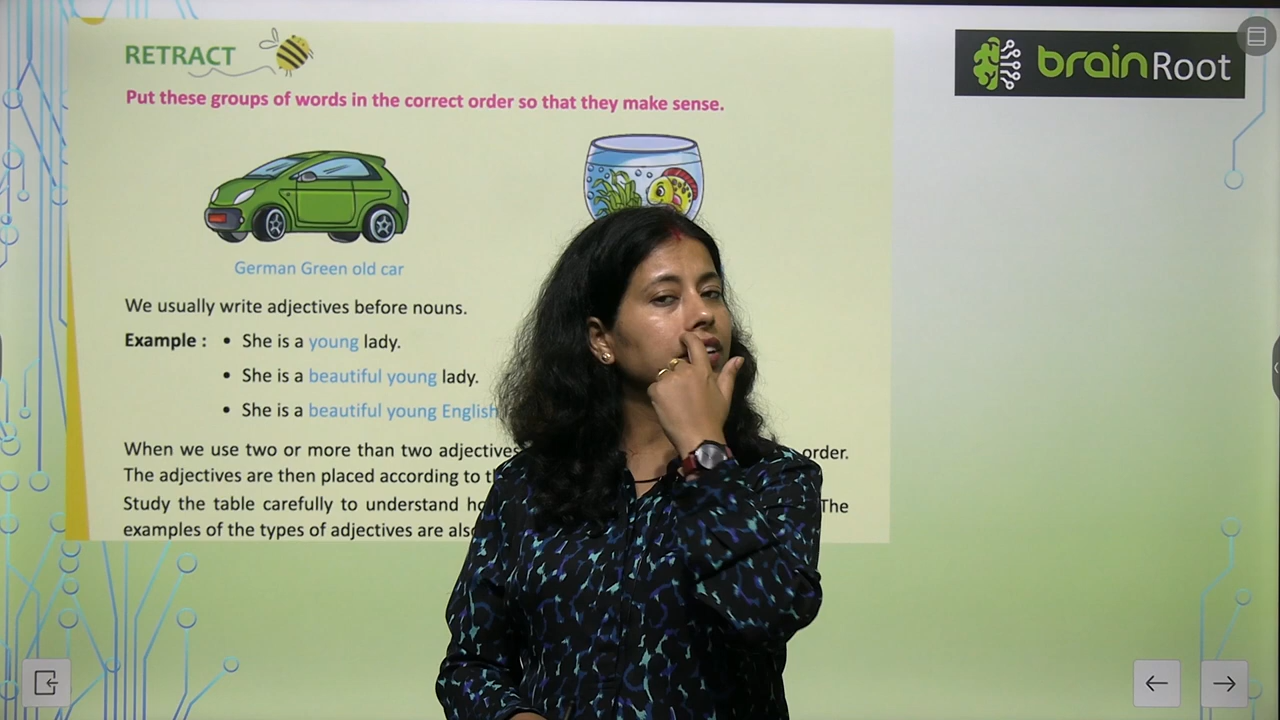 RETRACT
brainRoot
Put these groups of words in the correct order so that they make sense.
German Green old car
We usually write adjectives before nouns.
Example : • She is a young lady.
• She is a beautiful young lady.
• She is a beautiful young English
When we use two or more than two adjectives order.
The adjectives are then placed according to
Study the table carefully to understand The
examples of the types of adjectives are